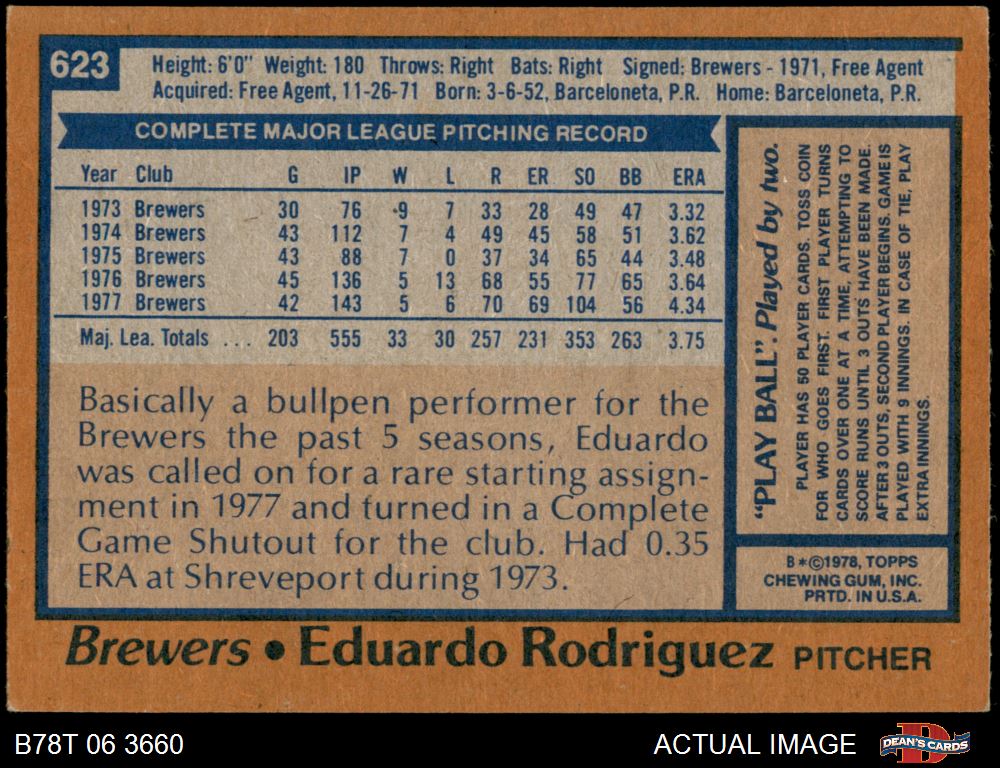 623
Height: 6'0" Weight: 180 Throws: Right Bats: Right Signed: Brewers - 1971, Free Agent
Acquired: Free Agent, 11-26-71 Born: 3-6-52, Barceloneta, P.R. Home: Barceloneta, P.R.
COMPLETE MAJOR LEAGUE PITCHING RECORD
Year Club G IP W L R ER SO BB ERA
1973 Brewers 30 76 9 7 33 28 49 47 3.32
1974 Brewers 43 112 7 4 49 45 58 51 3.62
1975 Brewers 43 88 7 0 37 34 65 44 3.48
1976 Brewers 45 136 5 13 68 55 77 65 3.64
1977 Brewers 42 143 5 6 70 69 104 56 4.34
Maj. Lea. Totals ... 203 555 33 30 257 231 353 263 3.75
Basically a bullpen performer for the
Brewers the past 5 seasons, Eduardo
was called on for a rare starting assign-
ment in 1977 and turned in a Complete
Game Shutout for the club. Had 0.35
ERA at Shreveport during 1973.
"PLAY BALL". Played by two.
PLAYER HAS 50 PLAYER CARDS. TOSS COIN
FOR WHO GOES FIRST. FIRST PLAYER TURNS
CARDS OVER ONE AT A TIME, ATTEMPTING TO
SCORE RUNS UNTIL 3 OUTS HAVE BEEN MADE.
AFTER 3 OUTS, SECOND PLAYER BEGINS. GAME IS
PLAYED WITH 9 INNINGS. IN CASE OF TIE, PLAY
EXTRA INNINGS.
B*©1978, TOPPS
CHEWING GUM, INC.
PRTD. IN U.S.A.
Brewers • Eduardo Rodriguez PITCHER
B78T 06 3660
ACTUAL IMAGE
D
DEAN'S CARDS